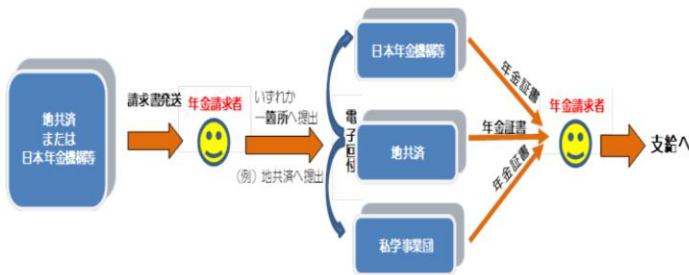 地共済
または
日本年金機構等
請求書発送
年金請求者
いずれか
一箇所へ提出
(例)地共済へ提出
電子回付
日本年金機構等
地共済
私学事業団
年金証書
年金証書
年金証書
年金請求者
支給へ